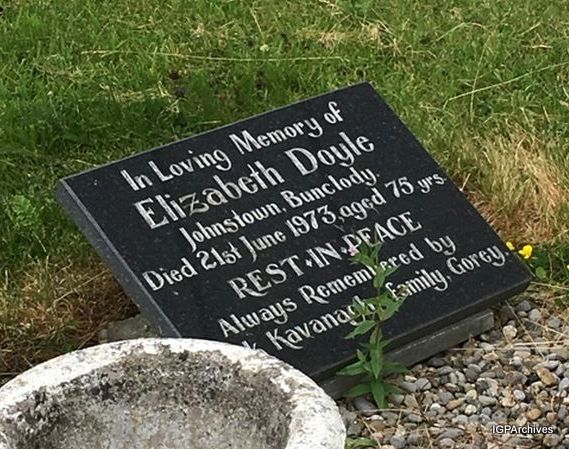 In Loving Memory of
Elizabeth Doyle
Johnstown, Bunclody.
Died 21st June 1973, aged 75 yrs.
REST·IN·PEACE
Always Remembered by
Kavanagh family Gorey
IGPArchives